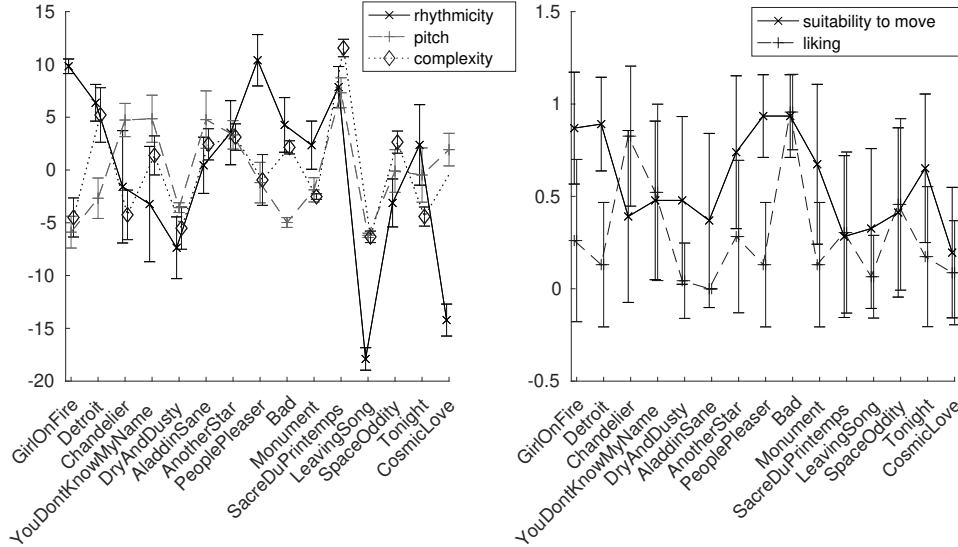 15
10
5
0
-5
-10
-15
-20
rhythmicity
pitch
complexity
GirlOnFire
Detroit
Chandelier
YouDontKnowMyName
DryAndDusty
AladdinSane
AnotherStar
PeoplePleaser
Bad
Monument
SacreDuPrintemps
LeavingSong
SpaceOddity
Tonight
CosmicLove
1.5
1
0.5
0
-0.5
suitability to move
liking
GirlOnFire
Detroit
Chandelier
YouDontKnowMyName
DryAndDusty
AladdinSane
AnotherStar
PeoplePleaser
Bad
Monument
SacreDuPrintemps
LeavingSong
SpaceOddity
Tonight
CosmicLove